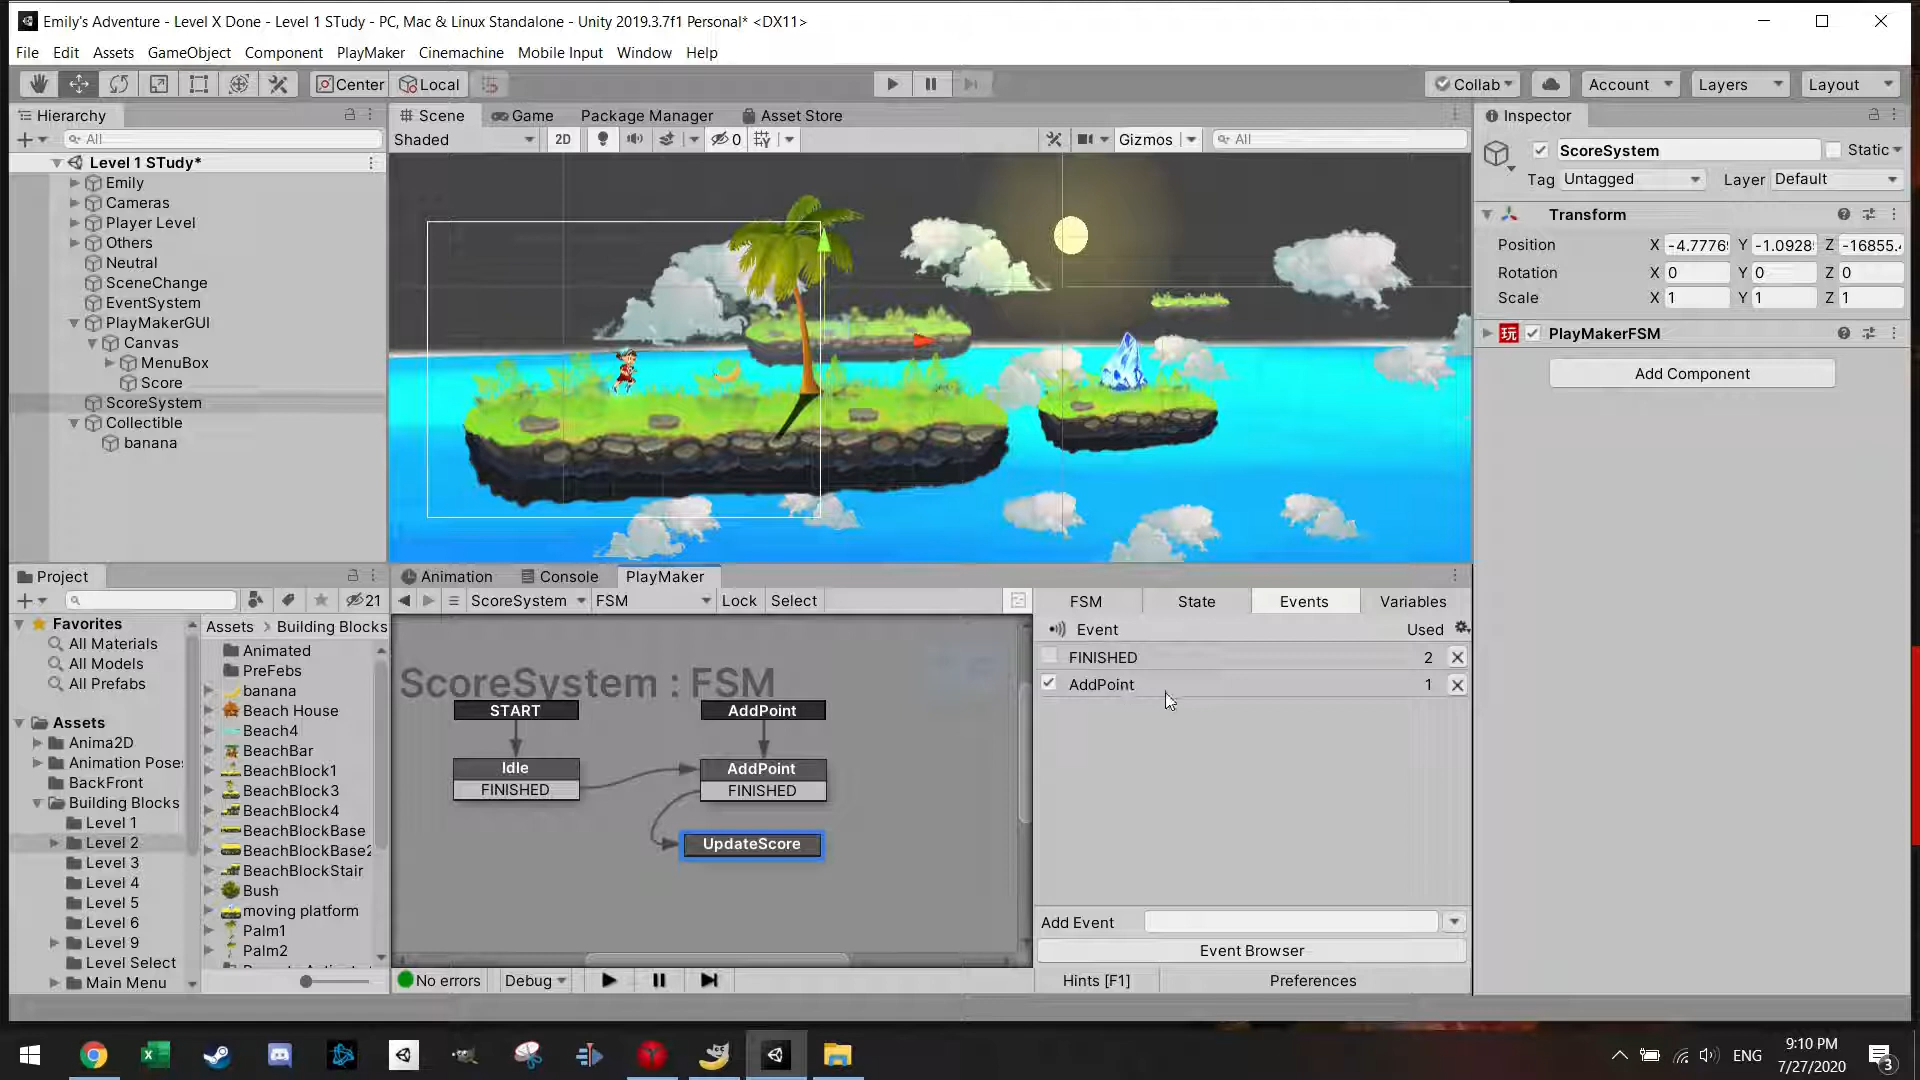 Emily's Adventure - Level X Done - Level 1 STudy - PC, Mac & Linux Standalone - Unity 2019.3.7f1 Personal* <DX11>
File Edit Assets GameObject Component PlayMaker Cinemachine Mobile Input Window Help
Center Local Collab Account Layers Layout
Hierarchy
All
Level 1 STudy*
Emily
Cameras
Player Level
Others
Neutral
SceneChange
EventSystem
PlayMakerGUI
Canvas
MenuBox
Score
ScoreSystem
Collectible
banana
Scene Game Package Manager Asset Store
Shaded 2D 0 Gizmos All
Inspector
ScoreSystem Static
Tag Untagged Layer Default
Transform
Position X -4.7776 Y -1.0928 Z -16855.
Rotation X 0 Y 0 Z 0
Scale X 1 Y 1 Z 1
玩 PlayMakerFSM
Add Component
Project
21
Favorites
All Materials
All Models
All Prefabs
Assets
Anima2D
Animation Pose
BackFront
Building Blocks
Level 1
Level 2
Level 3
Level 4
Level 5
Level 6
Level 9
Level Select
Main Menu
Assets > Building Blocks
Animated
PreFebs
banana
Beach House
Beach4
BeachBar
BeachBlock1
BeachBlock3
BeachBlock4
BeachBlockBase
BeachBlockBase2
BeachBlockStair
Bush
moving platform
Palm1
Palm2
Animation Console PlayMaker
ScoreSystem FSM Lock Select
ScoreSystem : FSM
START
Idle
FINISHED
AddPoint
AddPoint
FINISHED
UpdateScore
No errors Debug
FSM State Events Variables
Event Used
FINISHED 2
AddPoint 1
Add Event
Event Browser
Hints [F1] Preferences
ENG
9:10 PM
7/27/2020
3